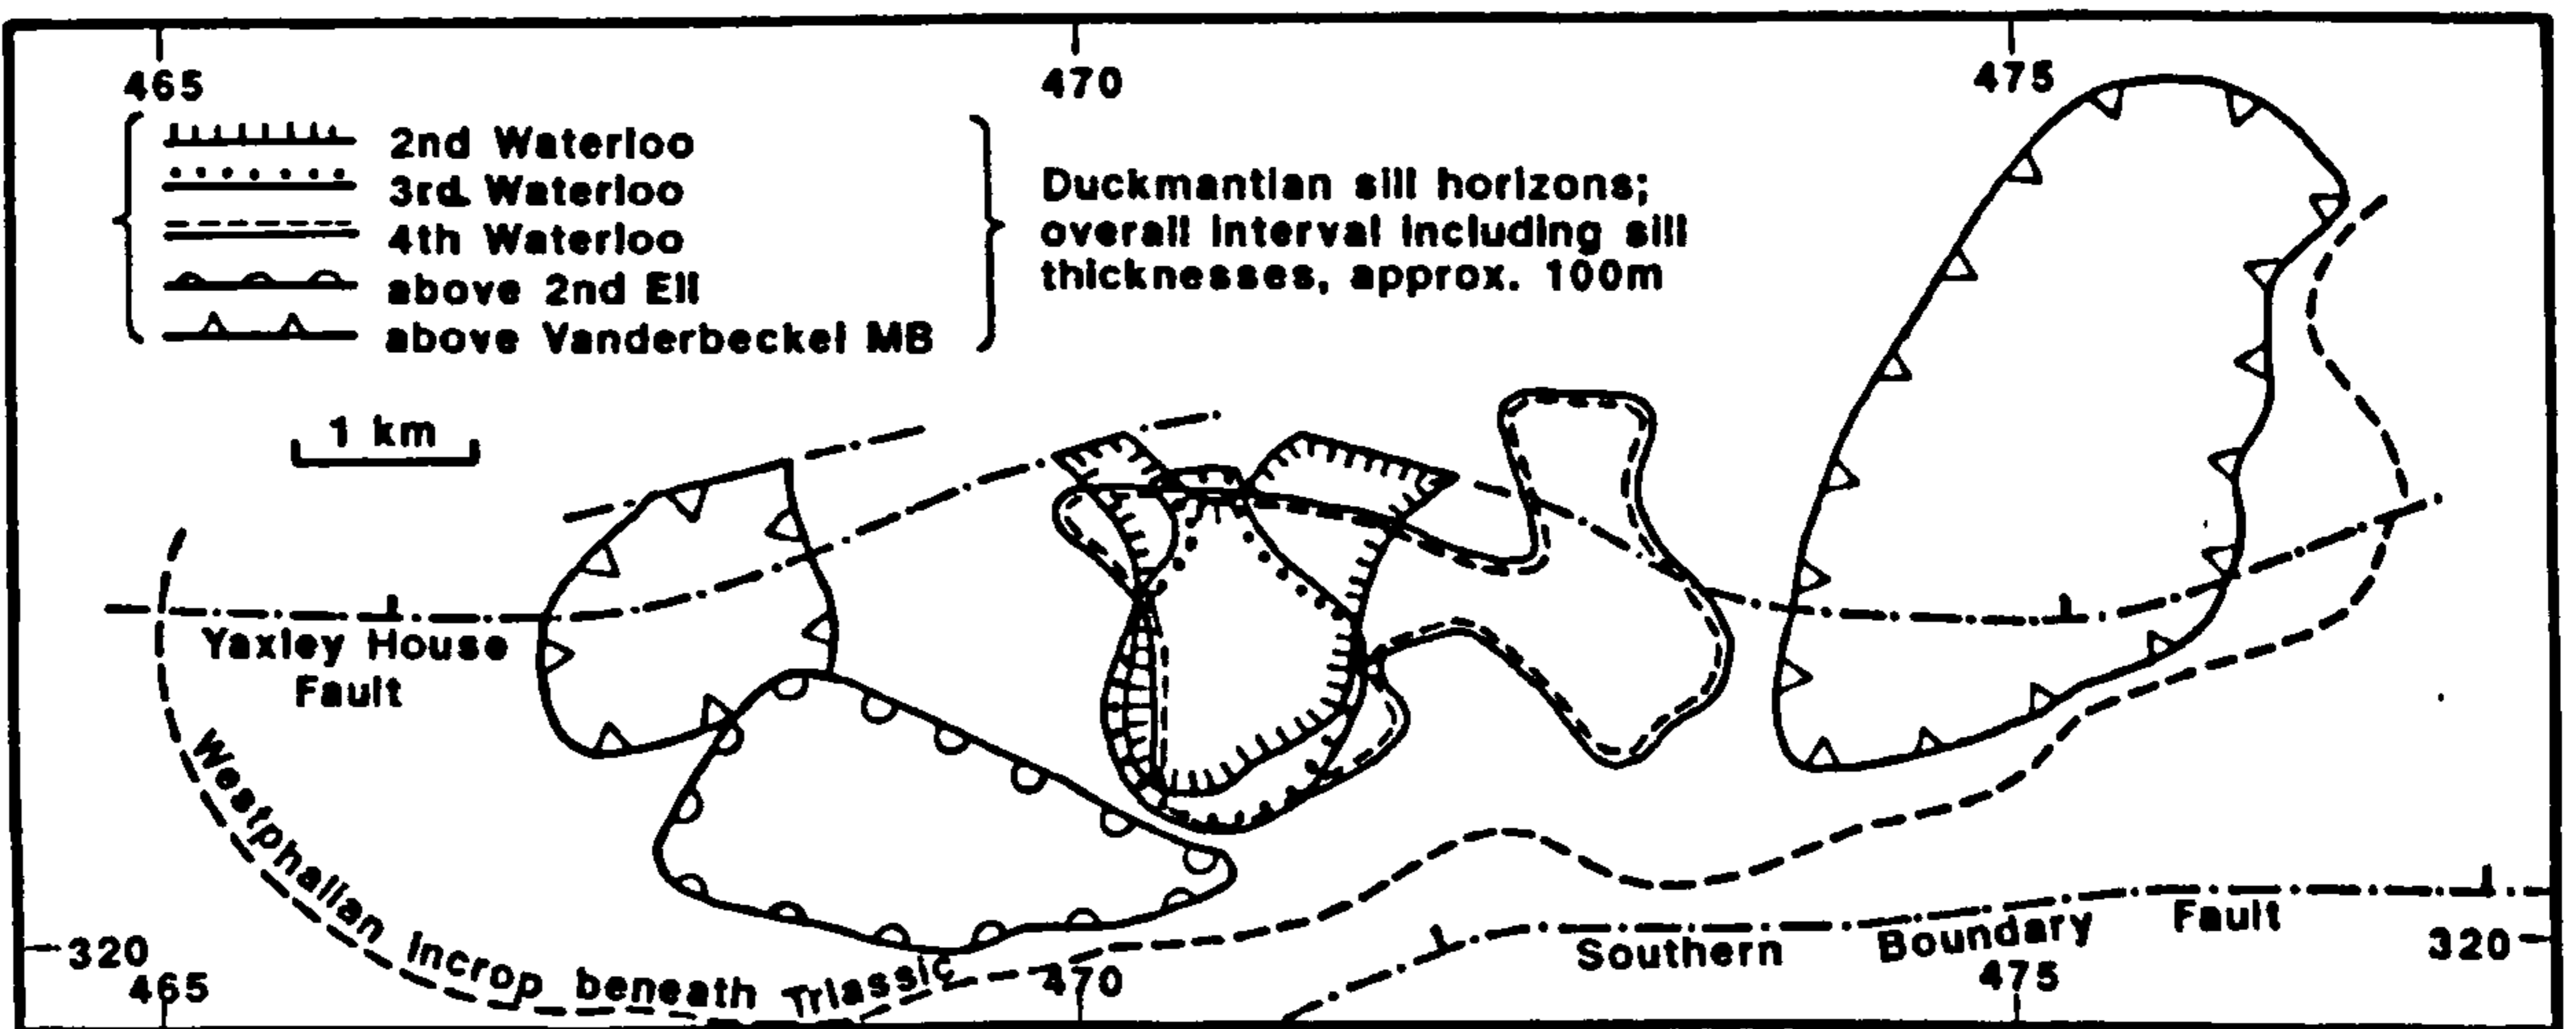 465
470
475
2nd Waterloo
3rd. Waterloo
4th Waterloo
above 2nd Ell
above Vanderbeckei MB
Duckmantian sill horizons;
overall interval including sill
thicknesses, approx. 100m
1 km
Yaxley House
Fault
Westphalian incrop beneath Triassic
Southern Boundary Fault
320
320
465
470
475